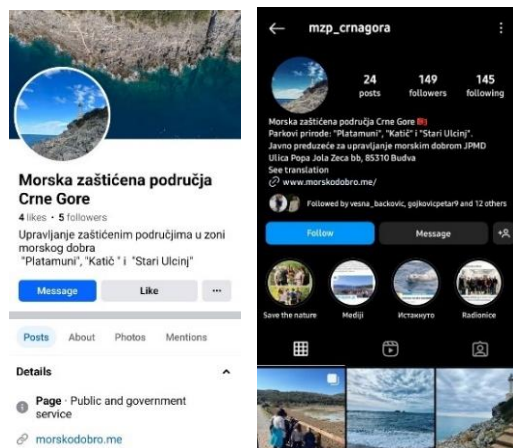 Morska zaštićena područja
Crne Gore
4 likes • 5 followers
Upravljanje zaštićenim područjima u zoni
morskog dobra
"Platamuni", "Katič " i "Stari Ulcinj"
Message
Like
Posts
About
Photos
Mentions
Details
Page · Public and government
service
morskodobro.me
mzp_crnagora
24
posts
149
followers
145
following
Morska zaštićena područja Crne Gore
Parkovi prirode: "Platamuni", "Katič" i "Stari Ulcinj".
Javno preduzeće za upravljanje morskim dobrom JPMD
Ulica Popa Jola Zeca bb, 85310 Budva
See translation
www.morskodobro.me/
Followed by vesna_backovic, gojkovicpetar9 and 12 others
Follow
Message
Save the nature
Mediji
Истакнуто
Radionice